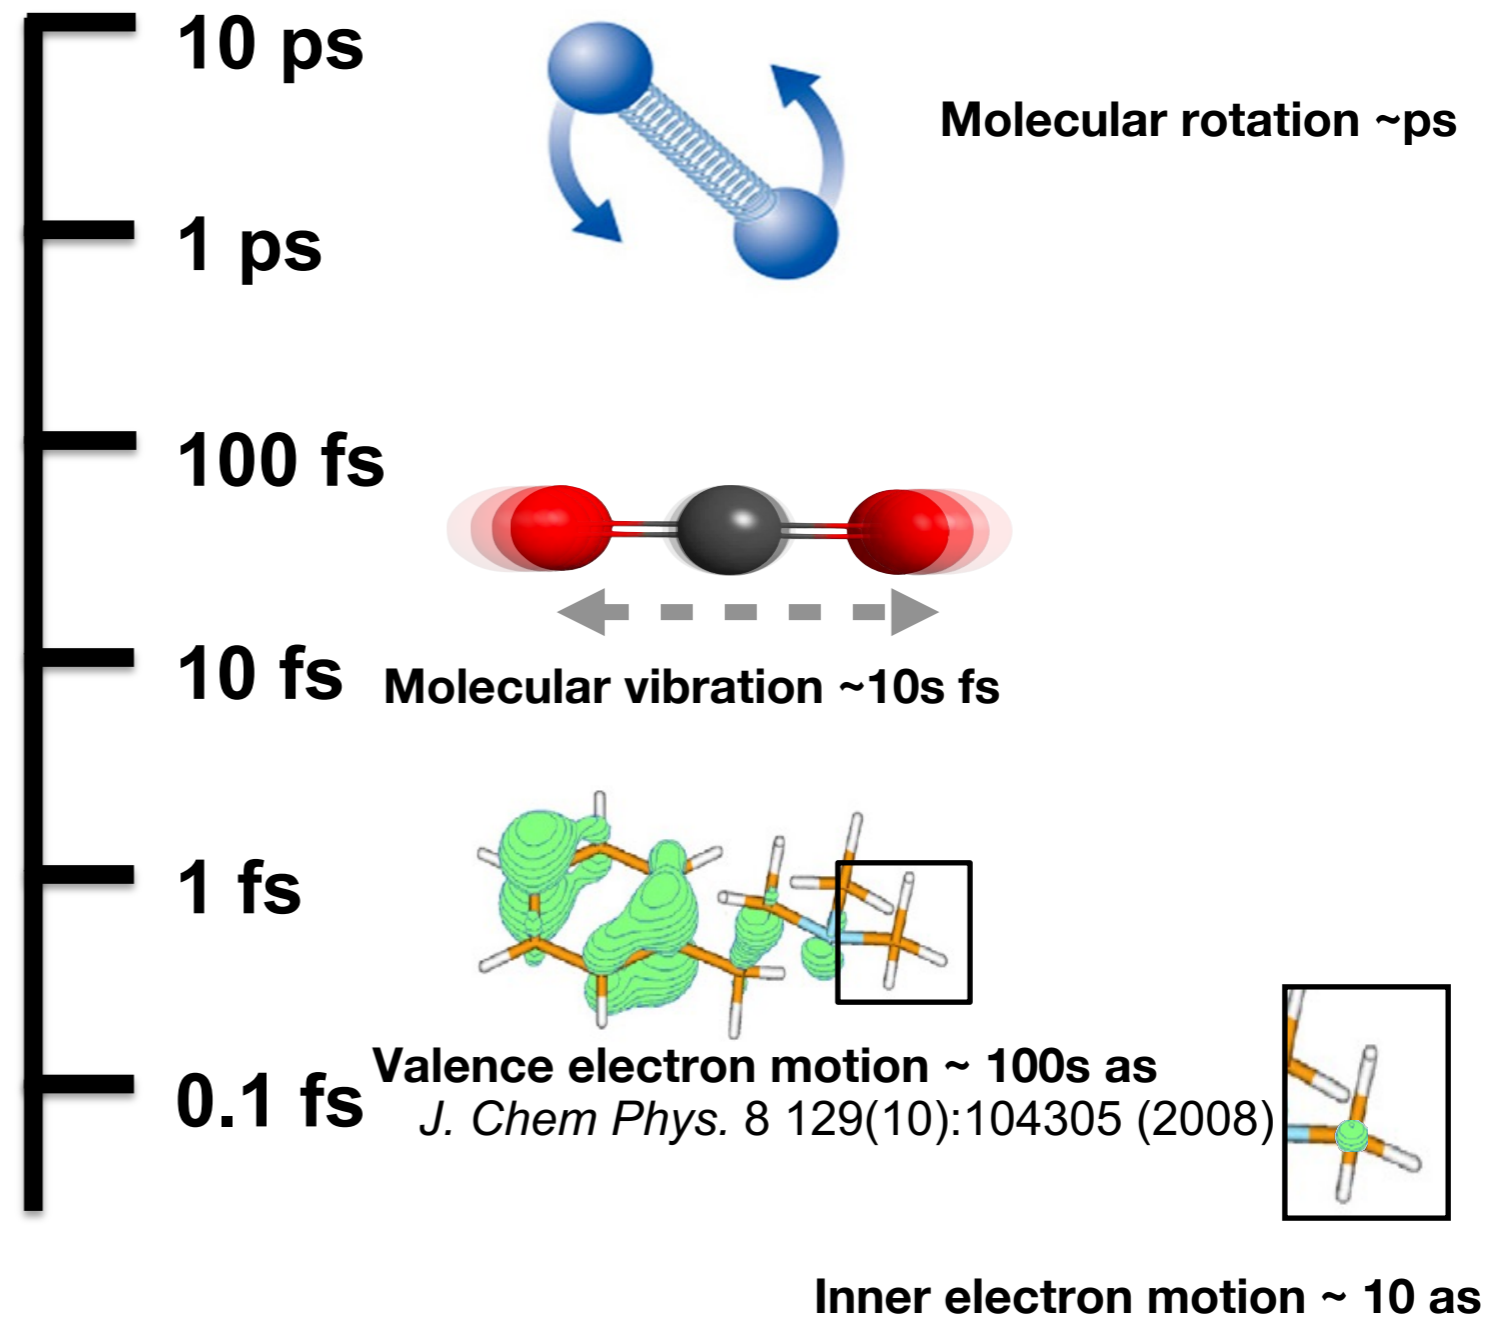 10 ps
Molecular rotation ~ps
1 ps
100 fs
10 fs
Molecular vibration ~10s fs
1 fs
Valence electron motion ~ 100s as
0.1 fs
J. Chem Phys. 8 129(10):104305 (2008)
Inner electron motion ~ 10 as